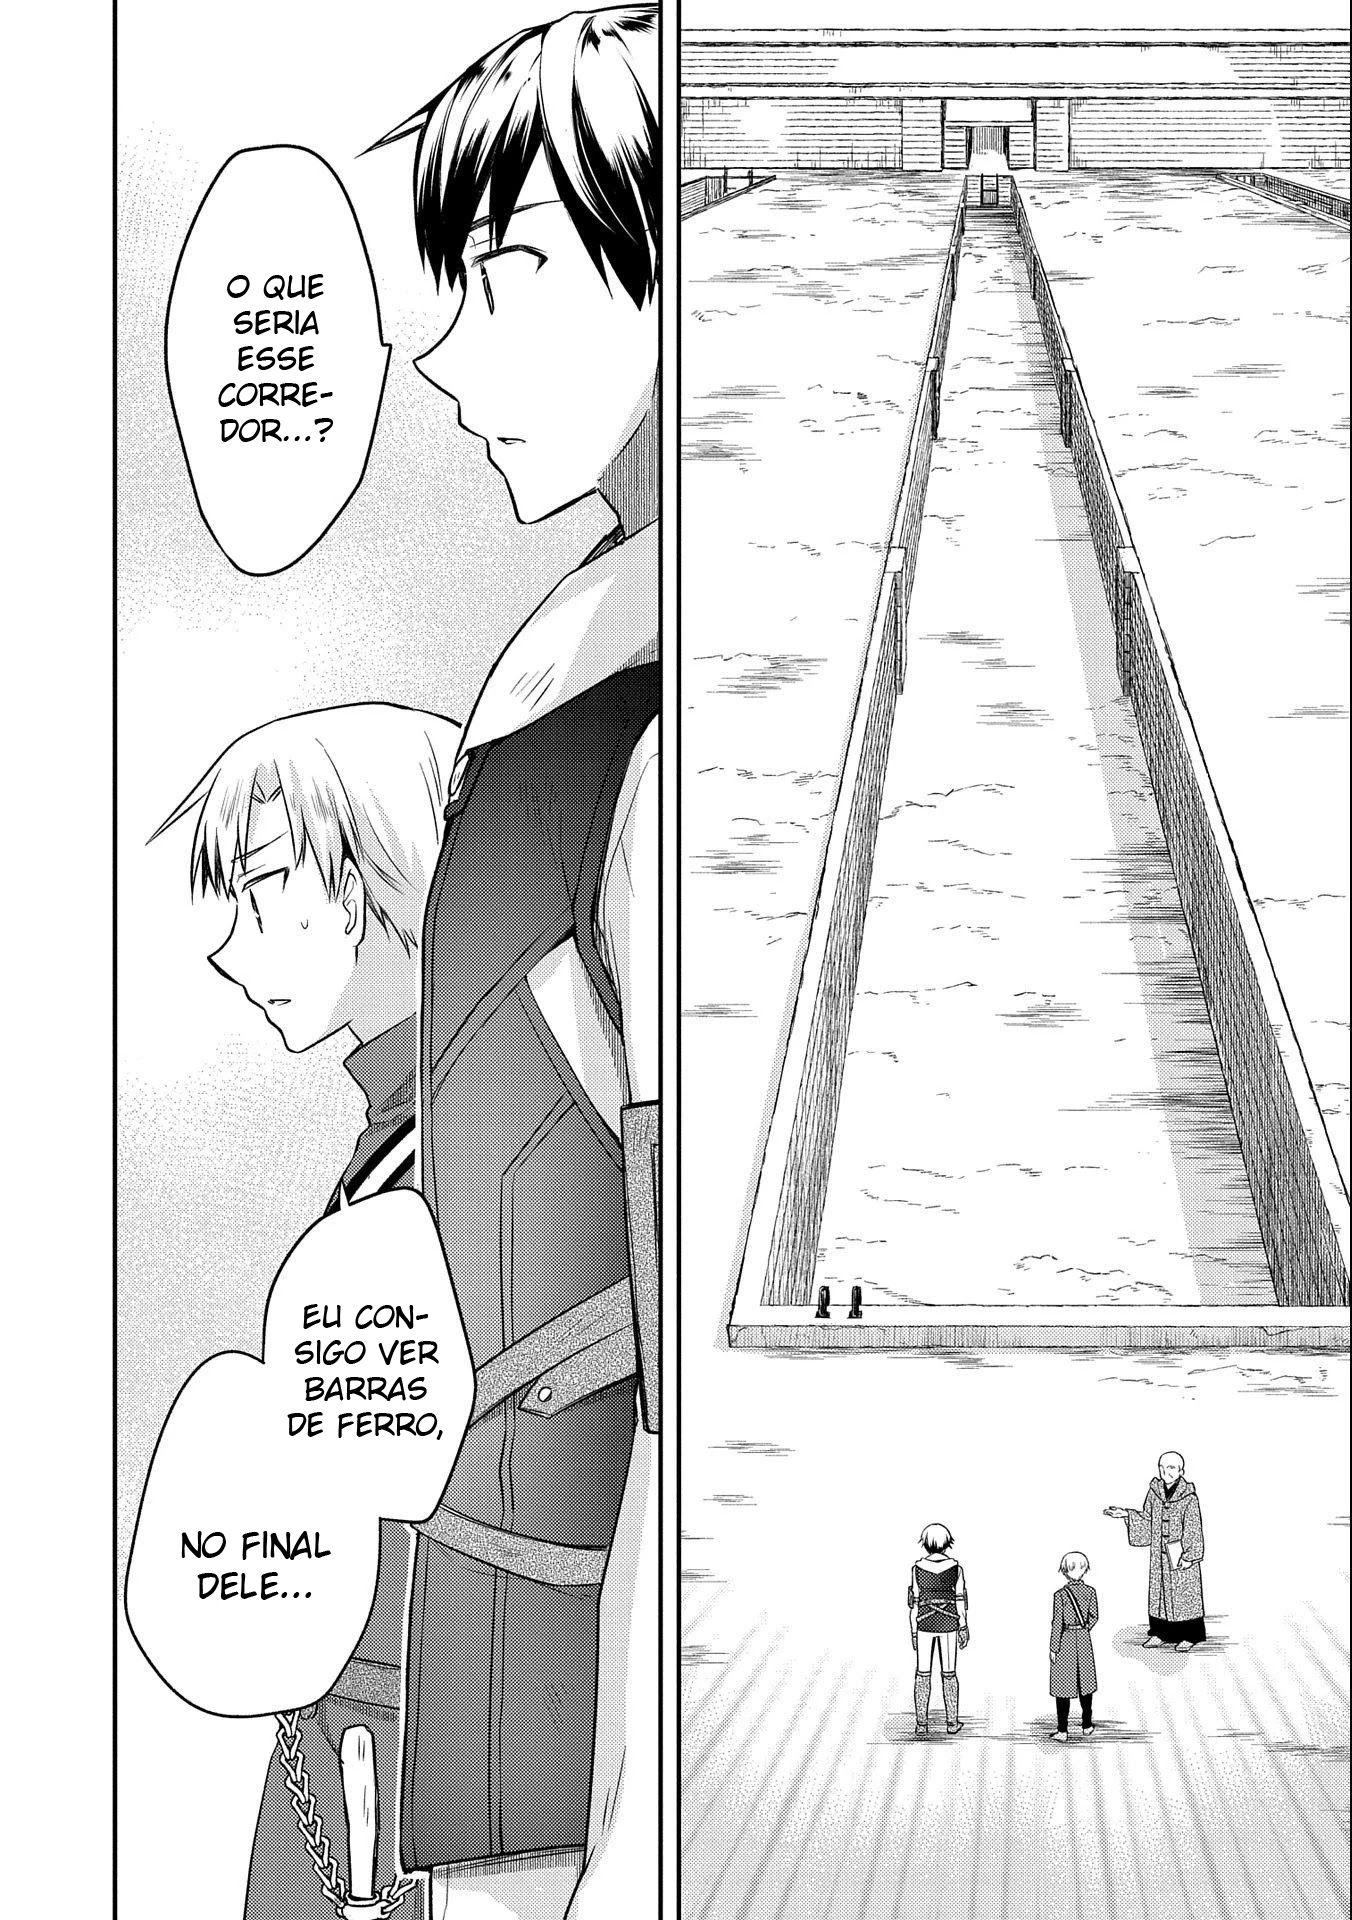 O QUE
SERIA
ESSE
CORRE-
DOR...?
EU CON-
SIGO VER
BARRAS
DE FERRO,
NO FINAL
DELE...